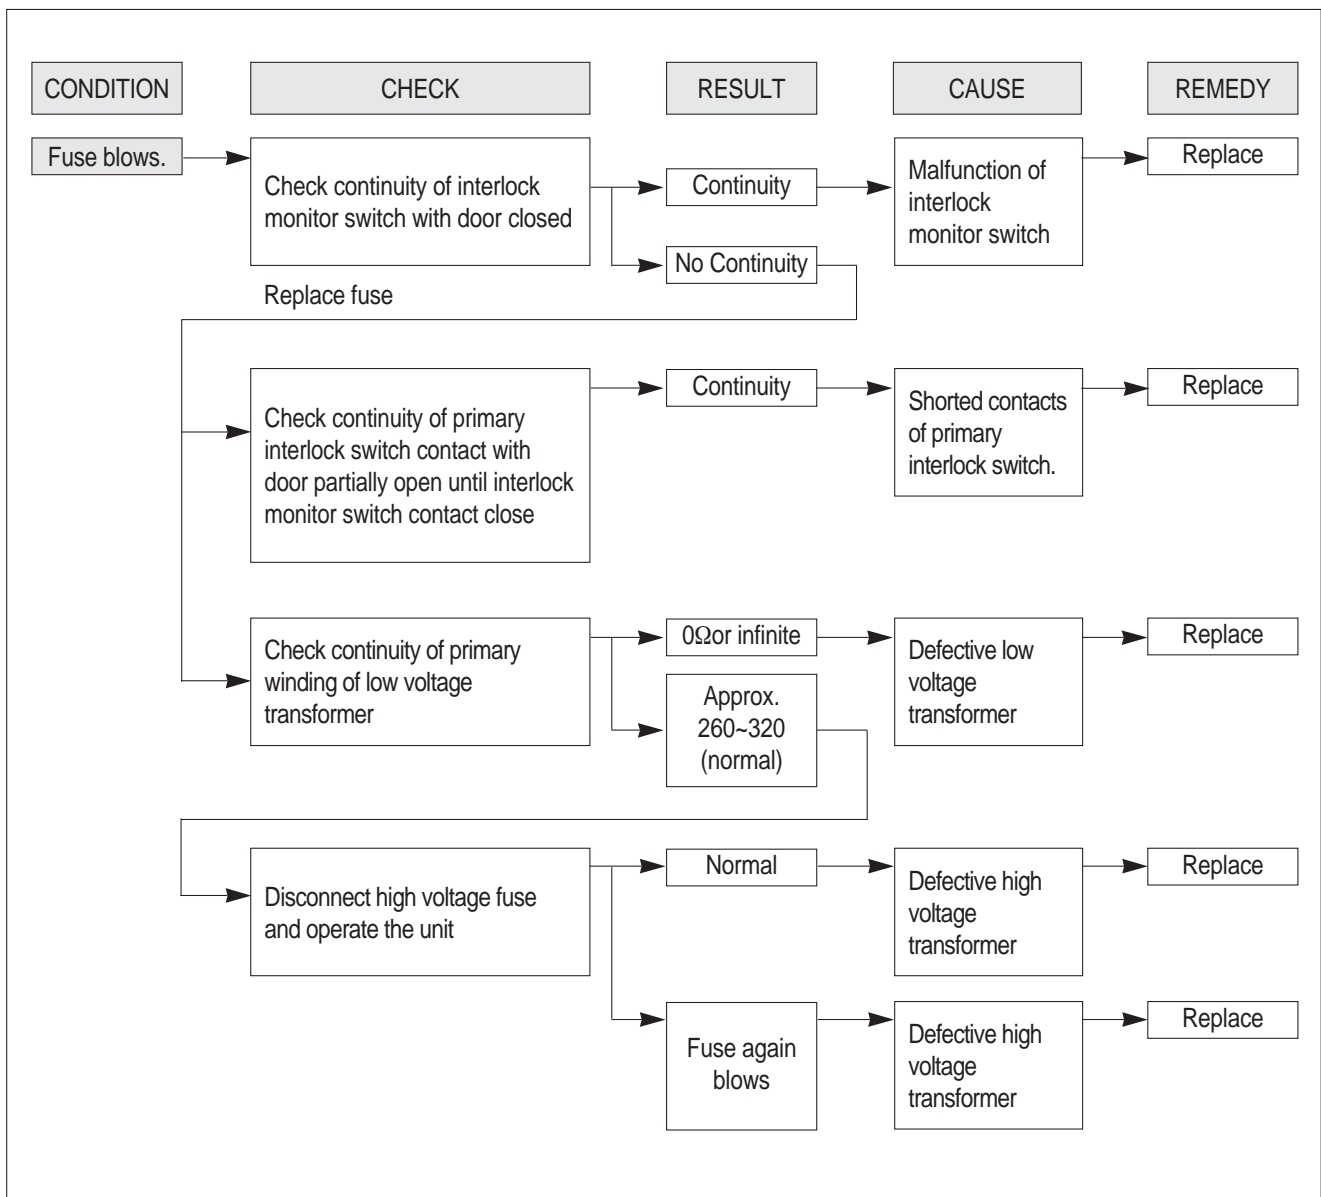 CONDITION
CHECK
RESULT
CAUSE
REMEDY
Fuse blows.
Check continuity of interlock
monitor switch with door closed
Continuity
Malfunction of
interlock
monitor switch
Replace
No Continuity
Replace fuse
Check continuity of primary
interlock switch contact with
door partially open until interlock
monitor switch contact close
Continuity
Shorted contacts
of primary
interlock switch.
Replace
Check continuity of primary
winding of low voltage
transformer
0Ωor infinite
Defective low
voltage
transformer
Replace
Approx.
260~320
(normal)
Disconnect high voltage fuse
and operate the unit
Normal
Defective high
voltage
transformer
Replace
Fuse again
blows
Defective high
voltage
transformer
Replace